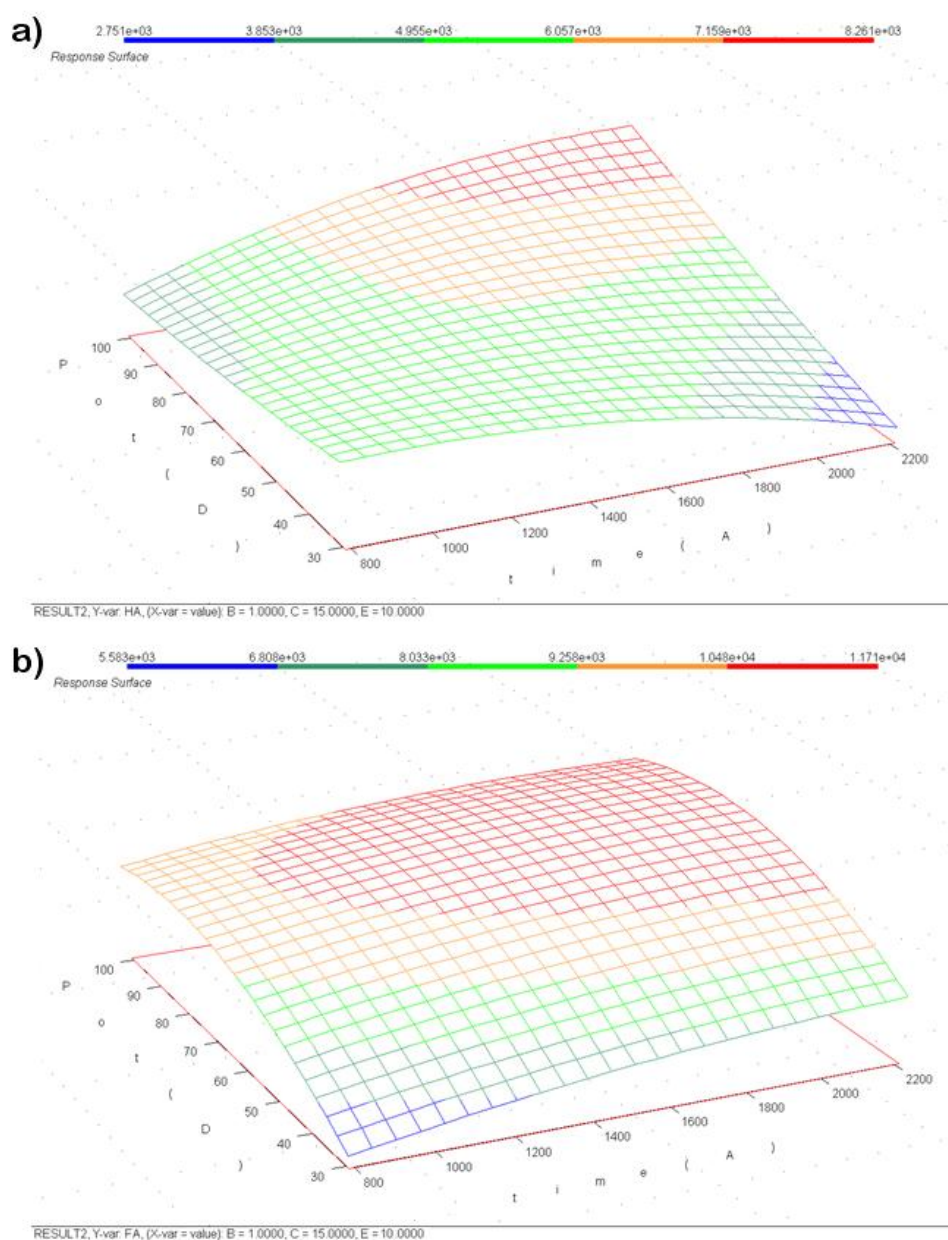 a)
2.751e+03 3.853e+03 4.955e+03 6.057e+03 7.159e+03 8.261e+03
Response Surface
P o t ( D )
100
90
80
70
60
50
40
30
800 1000 1200 1400 1600 1800 2000 2200
t i m e ( A )
RESULT2, Y-var: HA, (X-var = value): B = 1.0000, C = 15.0000, E = 10.0000
b)
5.583e+03 6.808e+03 8.033e+03 9.258e+03 1.048e+04 1.171e+04
Response Surface
P o t ( D )
100
90
80
70
60
50
40
30
800 1000 1200 1400 1600 1800 2000 2200
t i m e ( A )
RESULT2, Y-var: FA, (X-var = value): B = 1.0000, C = 15.0000, E = 10.0000